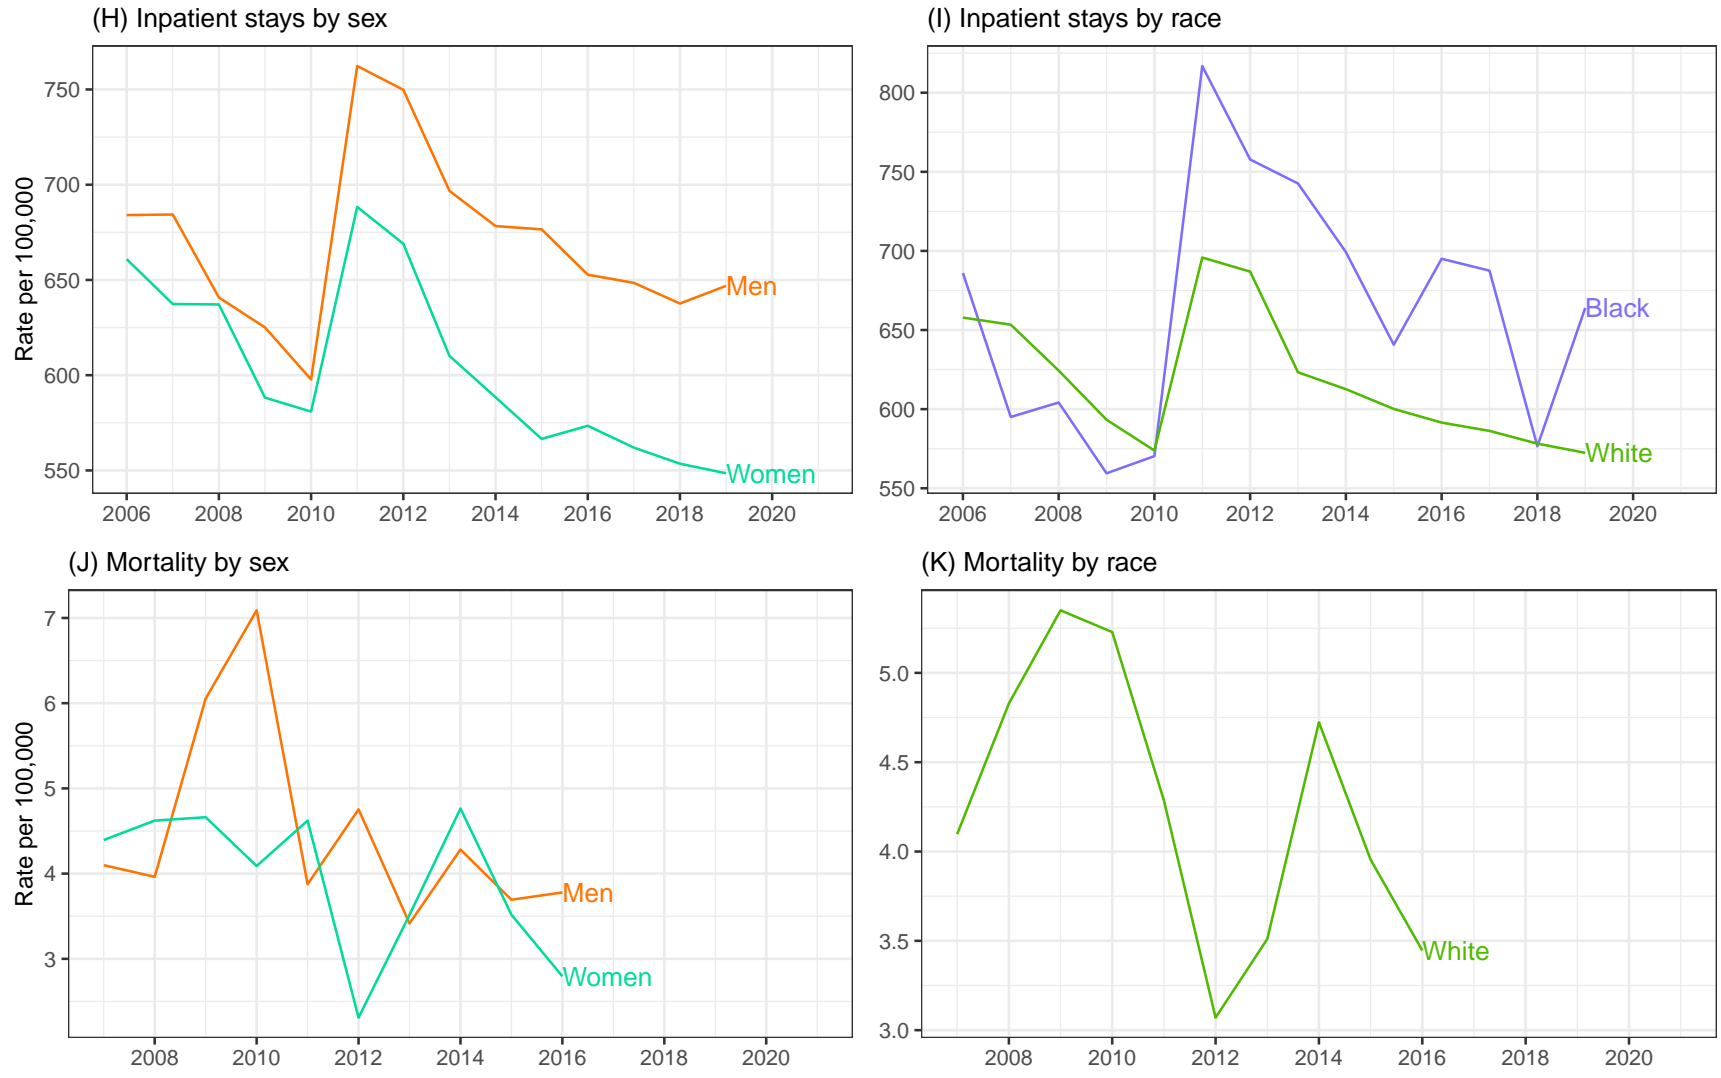 (H) Inpatient stays by sex
Rate per 100,000
750
700
650
600
550
Men
Women
2006 2008 2010 2012 2014 2016 2018 2020
(I) Inpatient stays by race
800
750
700
650
600
550
Black
White
2006 2008 2010 2012 2014 2016 2018 2020
(J) Mortality by sex
Rate per 100,000
7
6
5
4
3
Men
Women
2008 2010 2012 2014 2016 2018 2020
(K) Mortality by race
5.0
4.5
4.0
3.5
3.0
White
2008 2010 2012 2014 2016 2018 2020